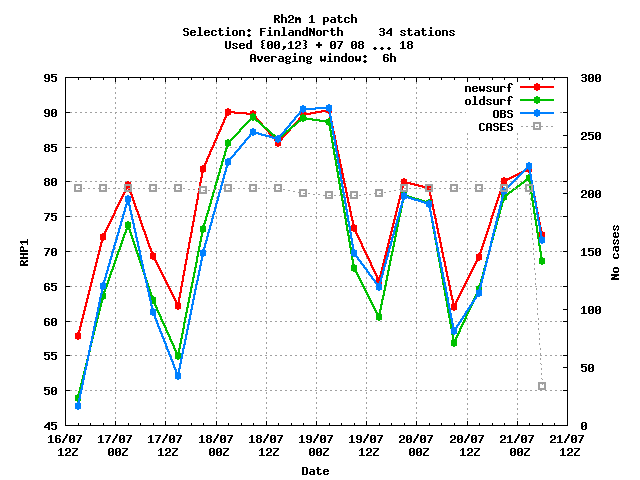 Rh2m 1 patch
Selection: FinlandNorth 34 stations
Used {00,12} + 07 08 ... 18
Averaging window: 6h
95
90
85
80
75
70
65
60
55
50
45
RHP1
300
250
200
150
100
50
0
No cases
newsurf
oldsurf
OBS
CASES
16/07 17/07 17/07 18/07 18/07 19/07 19/07 20/07 20/07 21/07 21/07
12Z 00Z 12Z 00Z 12Z 00Z 12Z 00Z 12Z 00Z 12Z
Date